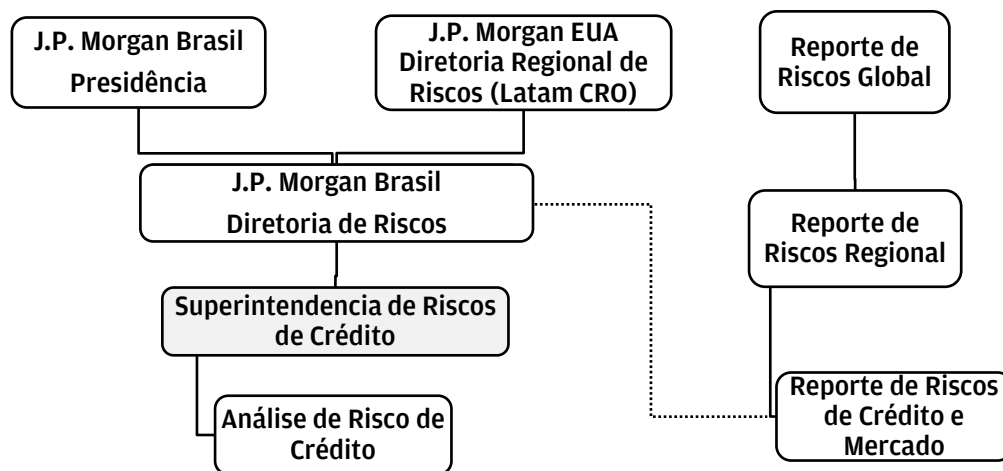 J.P. Morgan Brasil
Presidência
J.P. Morgan EUA
Diretoria Regional de
Riscos (Latam CRO)
Reporte de
Riscos Global
J.P. Morgan Brasil
Diretoria de Riscos
Reporte de
Riscos Regional
Superintendencia de Riscos
de Crédito
Análise de Risco de
Crédito
Reporte de Riscos
de Crédito e
Mercado